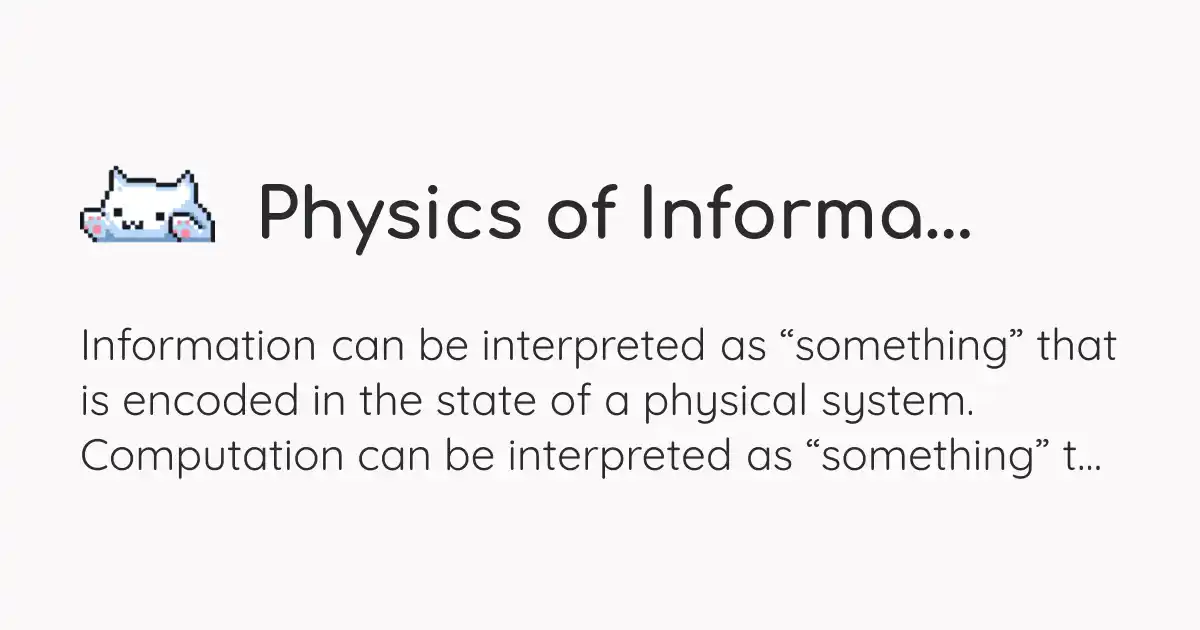 Physics of Informa...
Information can be interpreted as “something” that
is encoded in the state of a physical system.
Computation can be interpreted as “something” t...